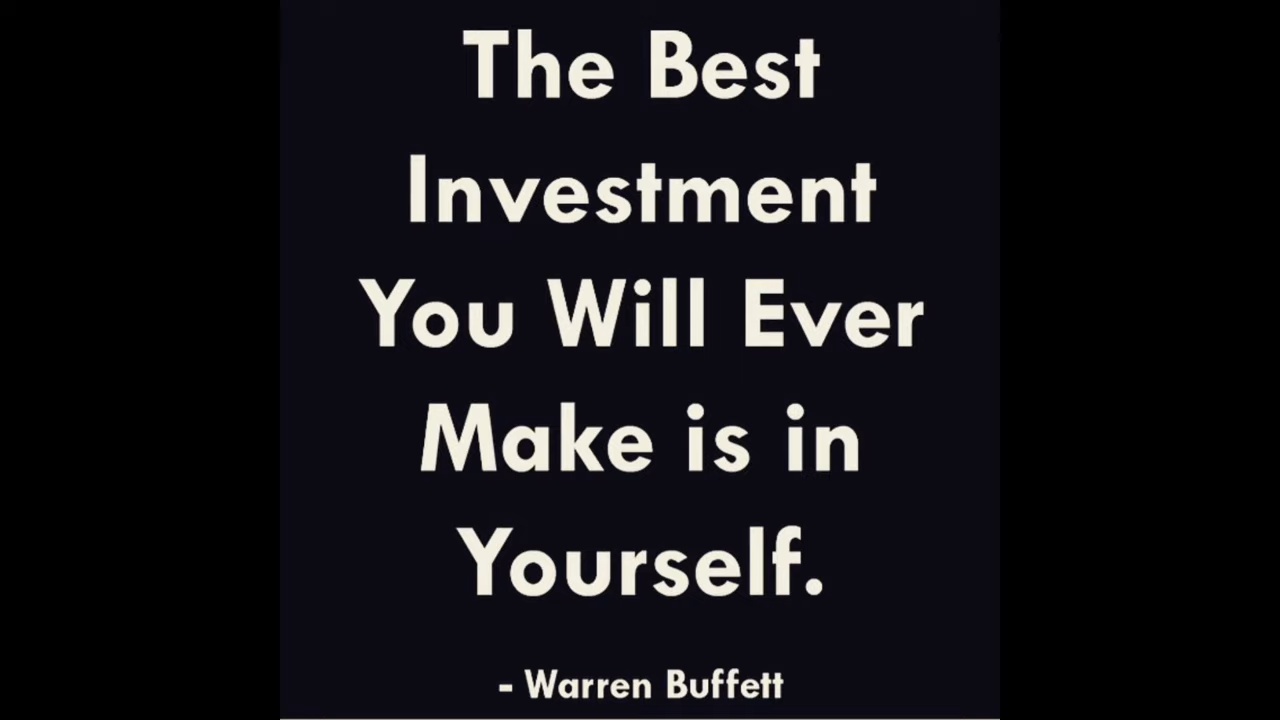 The Best
Investment
You Will Ever
Make is in
Yourself.
- Warren Buffett